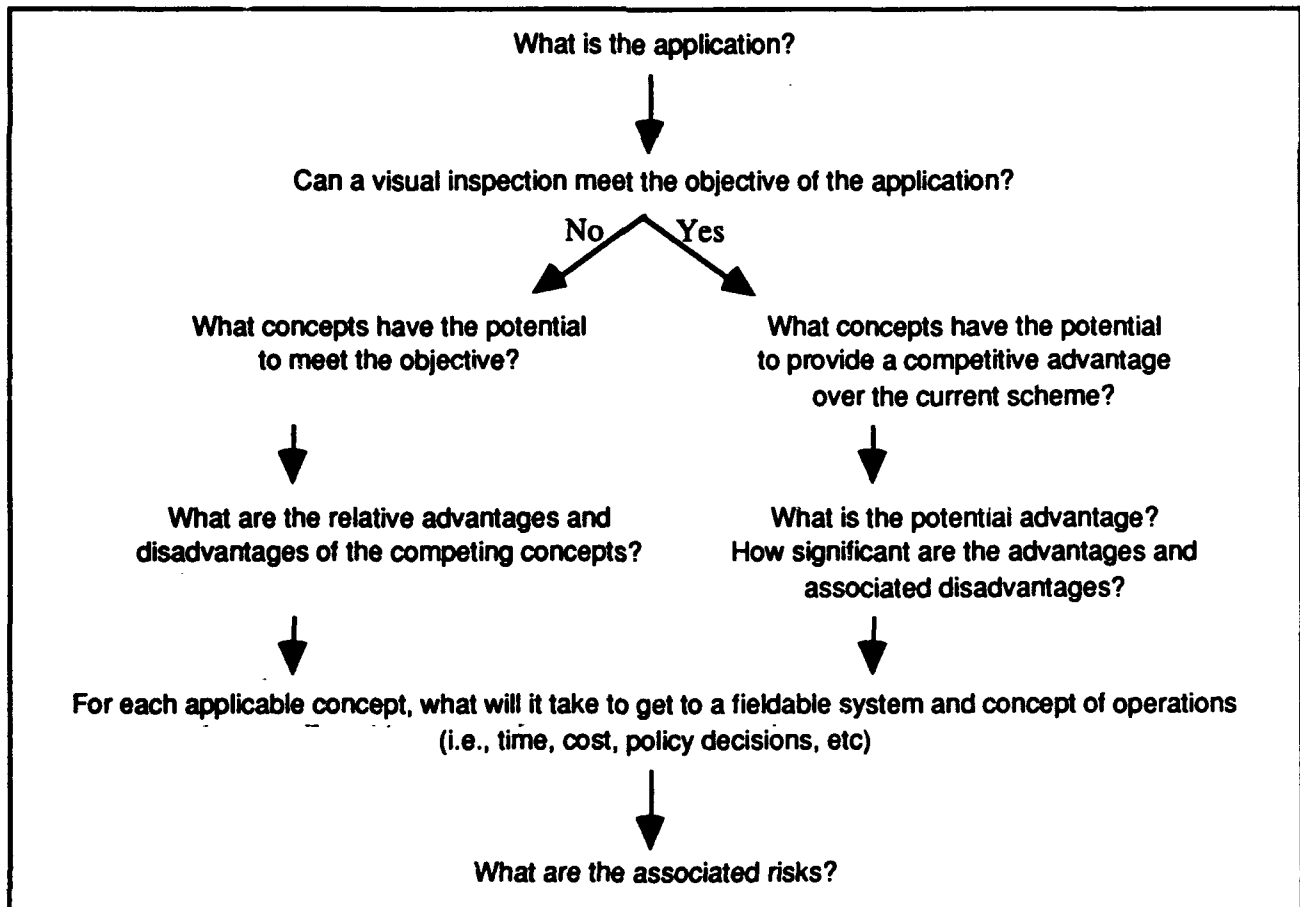 What is the application?
Can a visual inspection meet the objective of the application?
No
Yes
What concepts have the potential
to meet the objective?
What concepts have the potential
to provide a competitive advantage
over the current scheme?
What are the relative advantages and
disadvantages of the competing concepts?
What is the potential advantage?
How significant are the advantages and
associated disadvantages?
For each applicable concept, what will it take to get to a fieldable system and concept of operations
(i.e., time, cost, policy decisions, etc)
What are the associated risks?